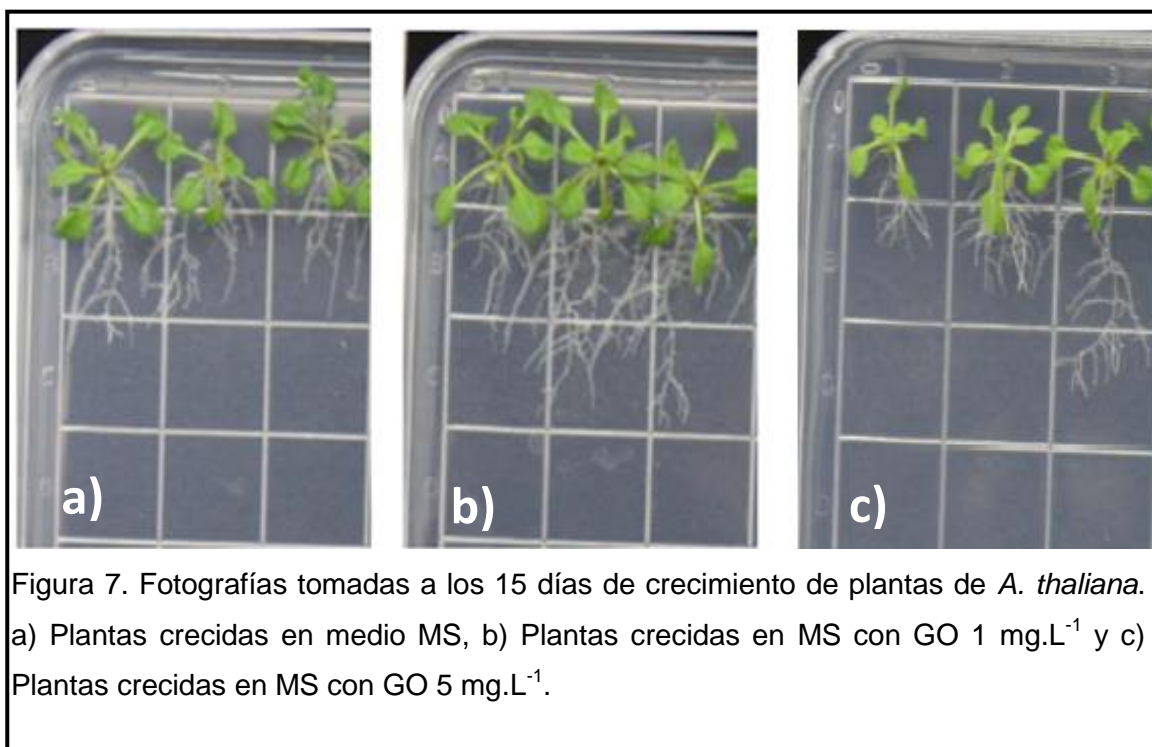 a)
b)
c)
Figura 7. Fotografías tomadas a los 15 días de crecimiento de plantas de A. thaliana.
a) Plantas crecidas en medio MS, b) Plantas crecidas en MS con GO 1 mg.L-1 y c)
Plantas crecidas en MS con GO 5 mg.L-1.